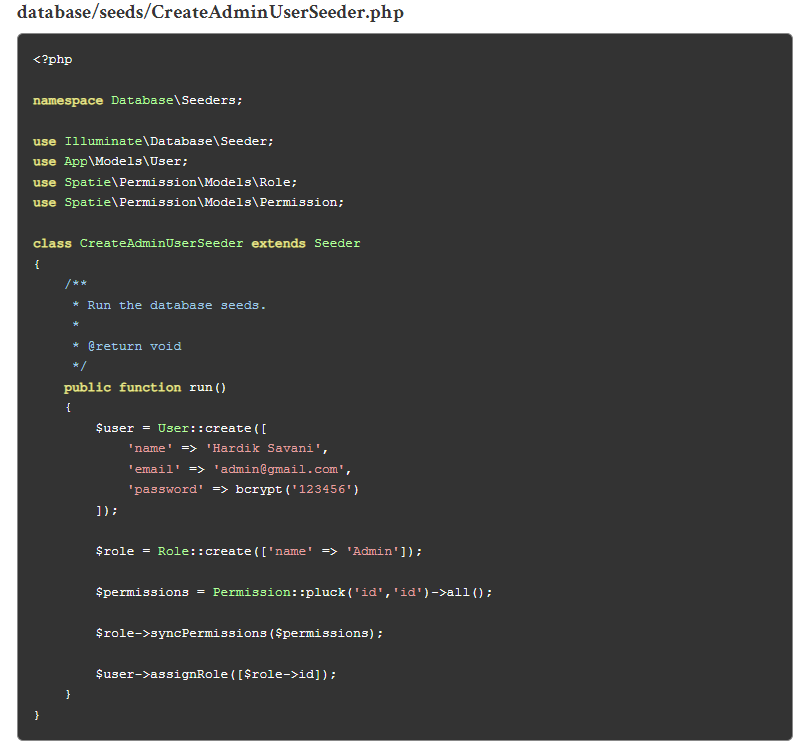 database/seeds/CreateAdminUserSeeder.php
<?php
namespace Database\Seeders;
use Illuminate\Database\Seeder;
use App\Models\User;
use Spatie\Permission\Models\Role;
use Spatie\Permission\Models\Permission;
class CreateAdminUserSeeder extends Seeder
{
    /**
     * Run the database seeds.
     *
     * @return void
     */
    public function run()
    {
        $user = User::create([
            'name' => 'Hardik Savani',
            'email' => 'admin@gmail.com',
            'password' => bcrypt('123456')
        ]);
        $role = Role::create(['name' => 'Admin']);
        $permissions = Permission::pluck('id','id')->all();
        $role->syncPermissions($permissions);
        $user->assignRole([$role->id]);
    }
}